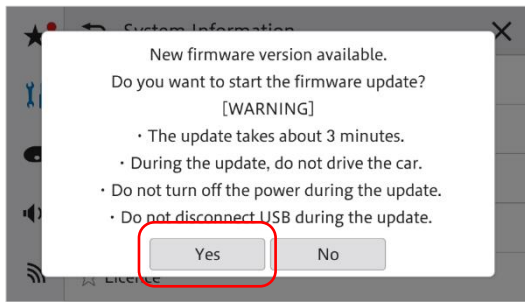 System Information
New firmware version available.
Do you want to start the firmware update?
[WARNING]
· The update takes about 3 minutes.
· During the update, do not drive the car.
· Do not turn off the power during the update.
· Do not disconnect USB during the update.
Yes
No
Licence